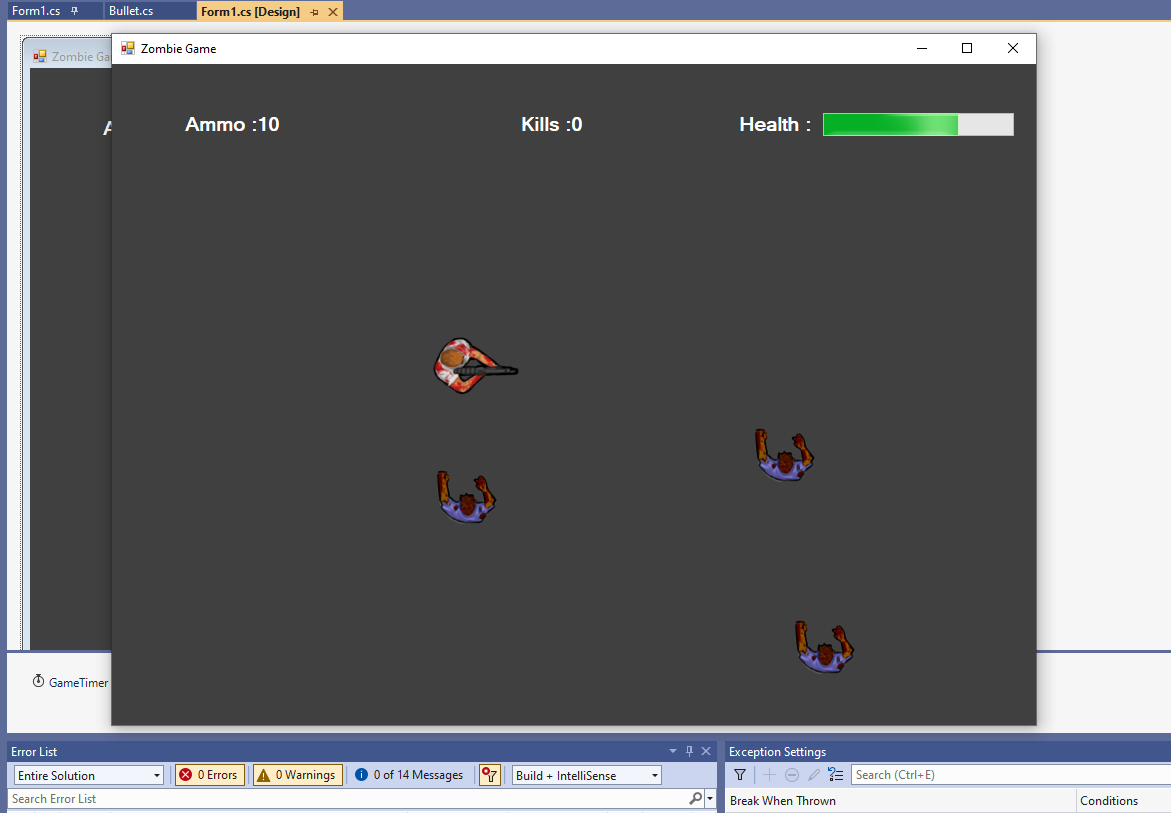 Form1.cs Bullet.cs Form1.cs [Design]
Zombie Ga
Zombie Game
A
Ammo :10 Kills :0 Health :
GameTimer
Error List
Entire Solution 0 Errors 0 Warnings 0 of 14 Messages Build + IntelliSense
Search Error List
Exception Settings
Search (Ctrl+E)
Break When Thrown Conditions